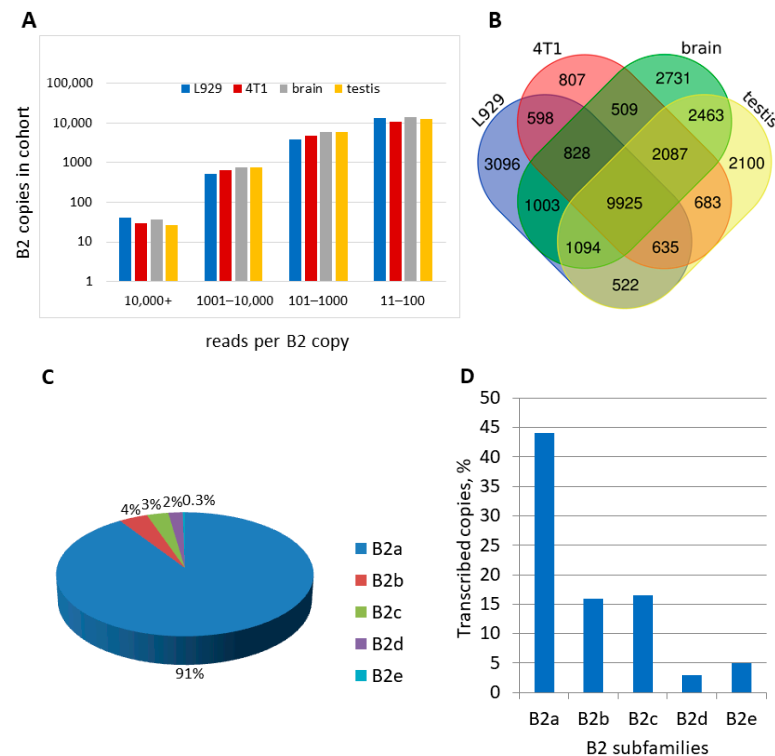 A
B2 copies in cohort
100,000
10,000
1000
100
10
1
L929 4T1 brain testis
10,000+ 1001–10,000 101–1000 11–100
reads per B2 copy
B
4T1 brain
L929 testis
807 2731
598 509 2463
3096 828 2087 2100
1003 9925 683
1094 635
522
C
4% 3% 2% 0.3%
91%
B2a
B2b
B2c
B2d
B2e
D
Transcribed copies, %
50
45
40
35
30
25
20
15
10
5
0
B2a B2b B2c B2d B2e
B2 subfamilies